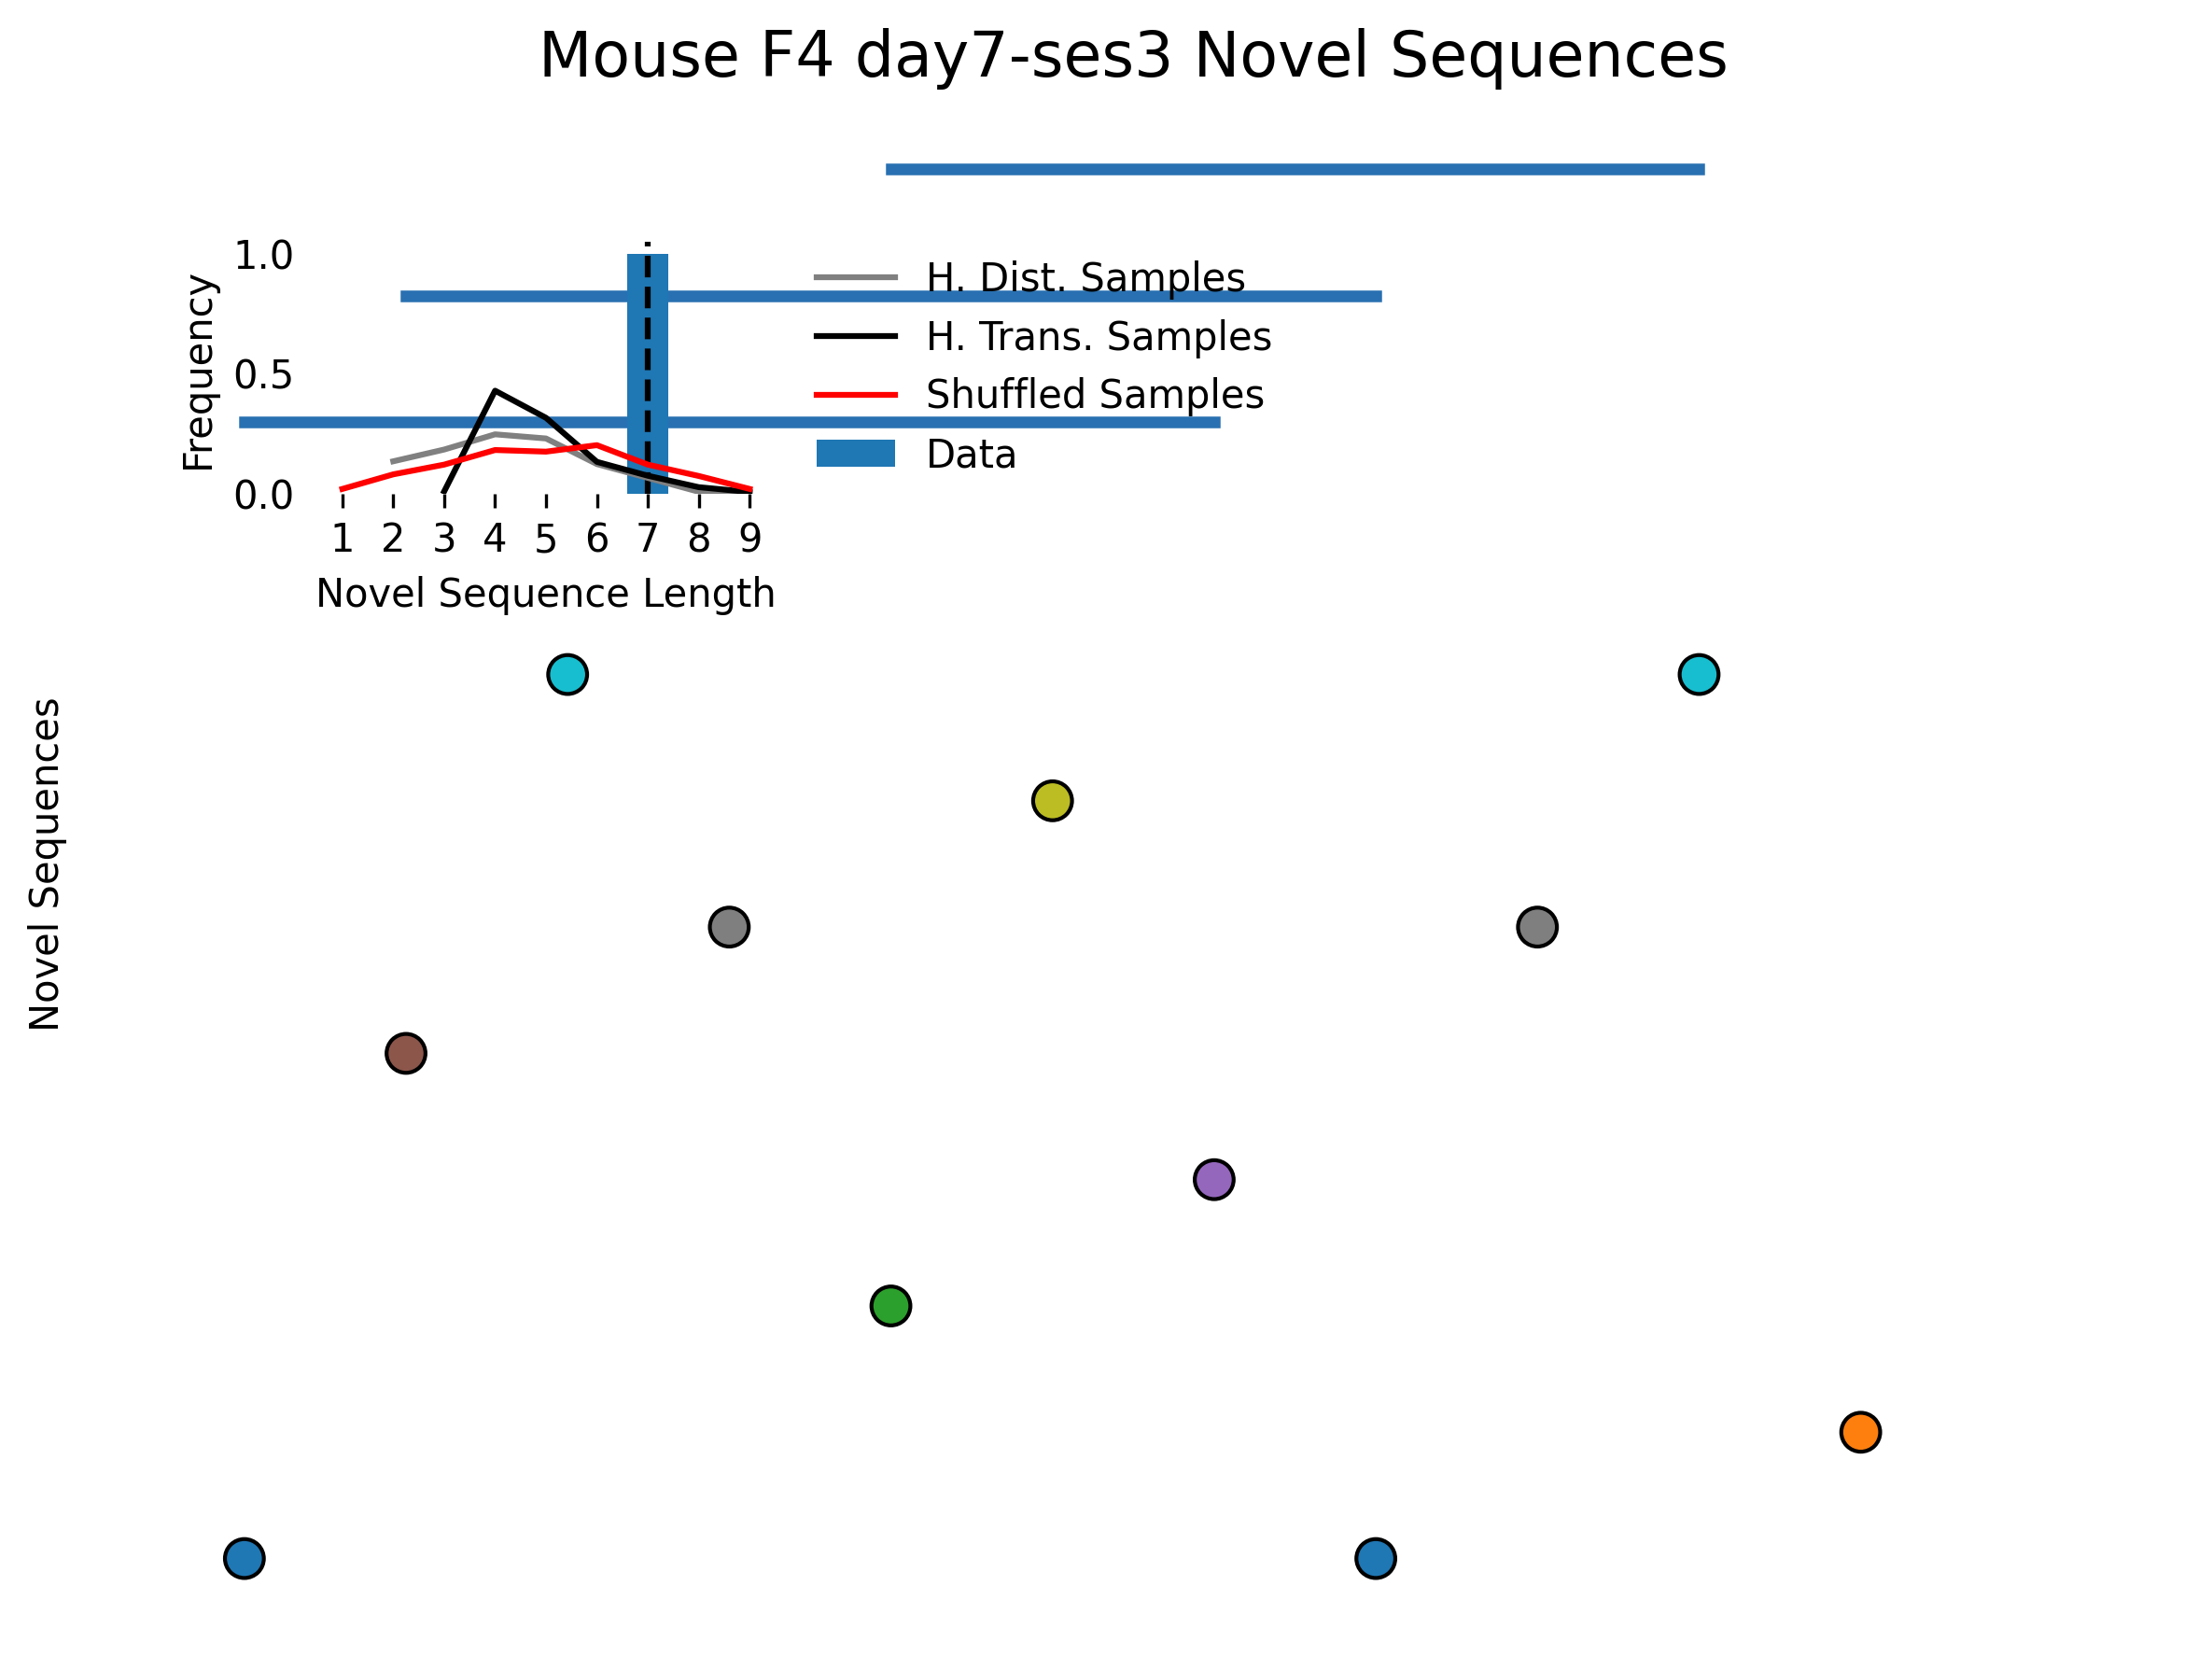 Mouse F4 day7-ses3 Novel Sequences
Frequency
1.0
0.5
0.0
1 2 3 4 5 6 7 8 9
Novel Sequence Length
H. Dist. Samples
H. Trans. Samples
Shuffled Samples
Data
Novel Sequences